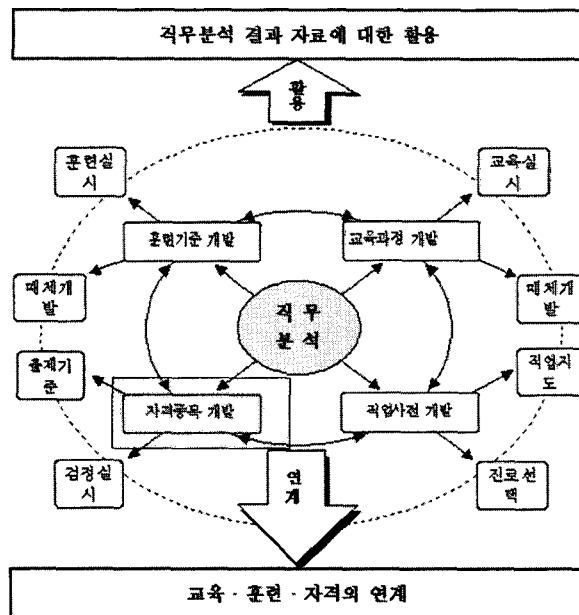 직무분석 결과 자료에 대한 활용
활
용
훈련실
시
교육실
시
훈련기준 개발
교육과정 개발
매체개
발
매체개
발
직 무
분 석
출제기
준
직업지
도
자격종목 개발
직업사전 개발
검정실
시
진로선
택
연
계
교육 · 훈련 · 자격의 연계